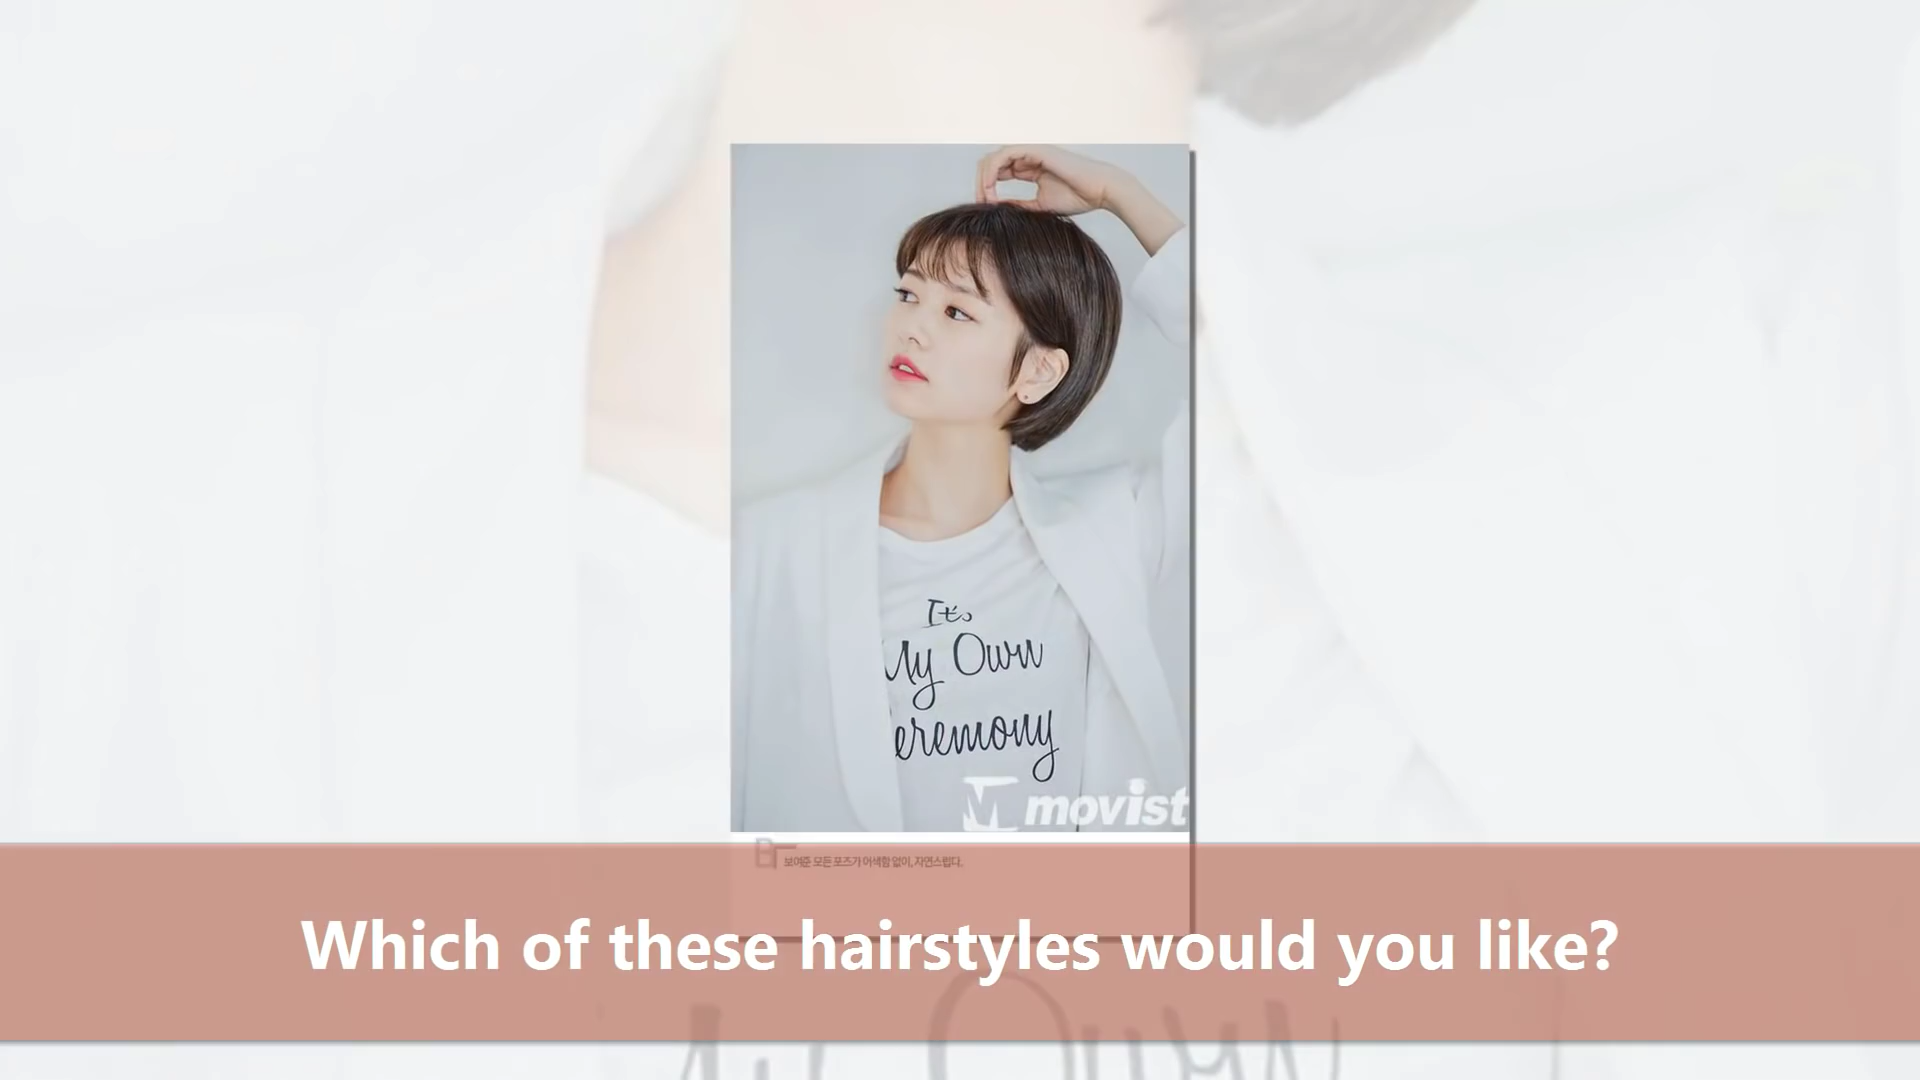 It's
My Own
eremony
movist
보여준 모든 포즈가 어색함 없이, 자연스럽다.
Which of these hairstyles would you like?